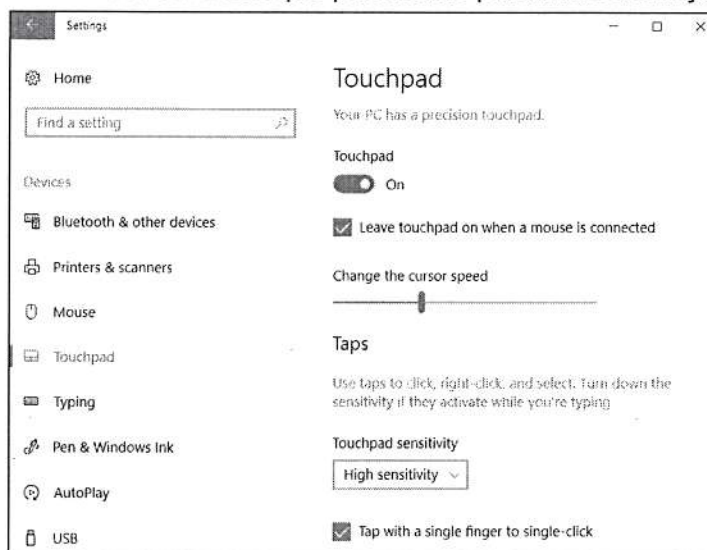 Settings
Home
Find a setting
Devices
Bluetooth & other devices
Printers & scanners
Mouse
Touchpad
Typing
Pen & Windows Ink
AutoPlay
USB
Touchpad
Your PC has a precision touchpad.
Touchpad
On
Leave touchpad on when a mouse is connected
Change the cursor speed
Taps
Use taps to click, right-click, and select. Turn down the
sensitivity if they activate while you're typing
Touchpad sensitivity
High sensitivity
Tap with a single finger to single-click